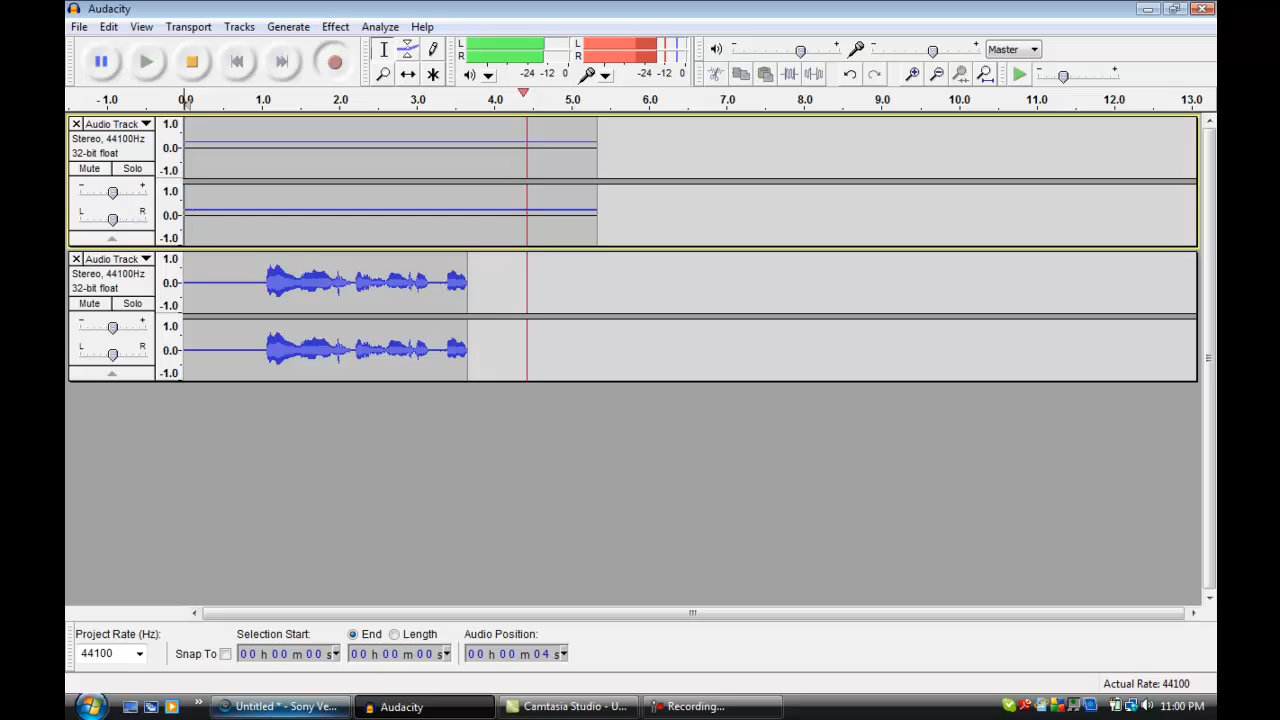 Audacity
File Edit View Transport Tracks Generate Effect Analyze Help
L
R
-24 -12 0
L
R
-24 -12 0
Master
-1.0 0.0 1.0 2.0 3.0 4.0 5.0 6.0 7.0 8.0 9.0 10.0 11.0 12.0 13.0
Audio Track
Stereo, 44100Hz
32-bit float
Mute Solo
L R
1.0
0.0
-1.0
1.0
0.0
-1.0
Audio Track
Stereo, 44100Hz
32-bit float
Mute Solo
L R
1.0
0.0
-1.0
1.0
0.0
-1.0
Project Rate (Hz):
44100
Snap To
Selection Start:
00 h 00 m 00 s
End Length
00 h 00 m 00 s
Audio Position:
00 h 00 m 04 s
Actual Rate: 44100
Untitled * - Sony Ve...
Audacity
Camtasia Studio - U...
Recording...
11:00 PM